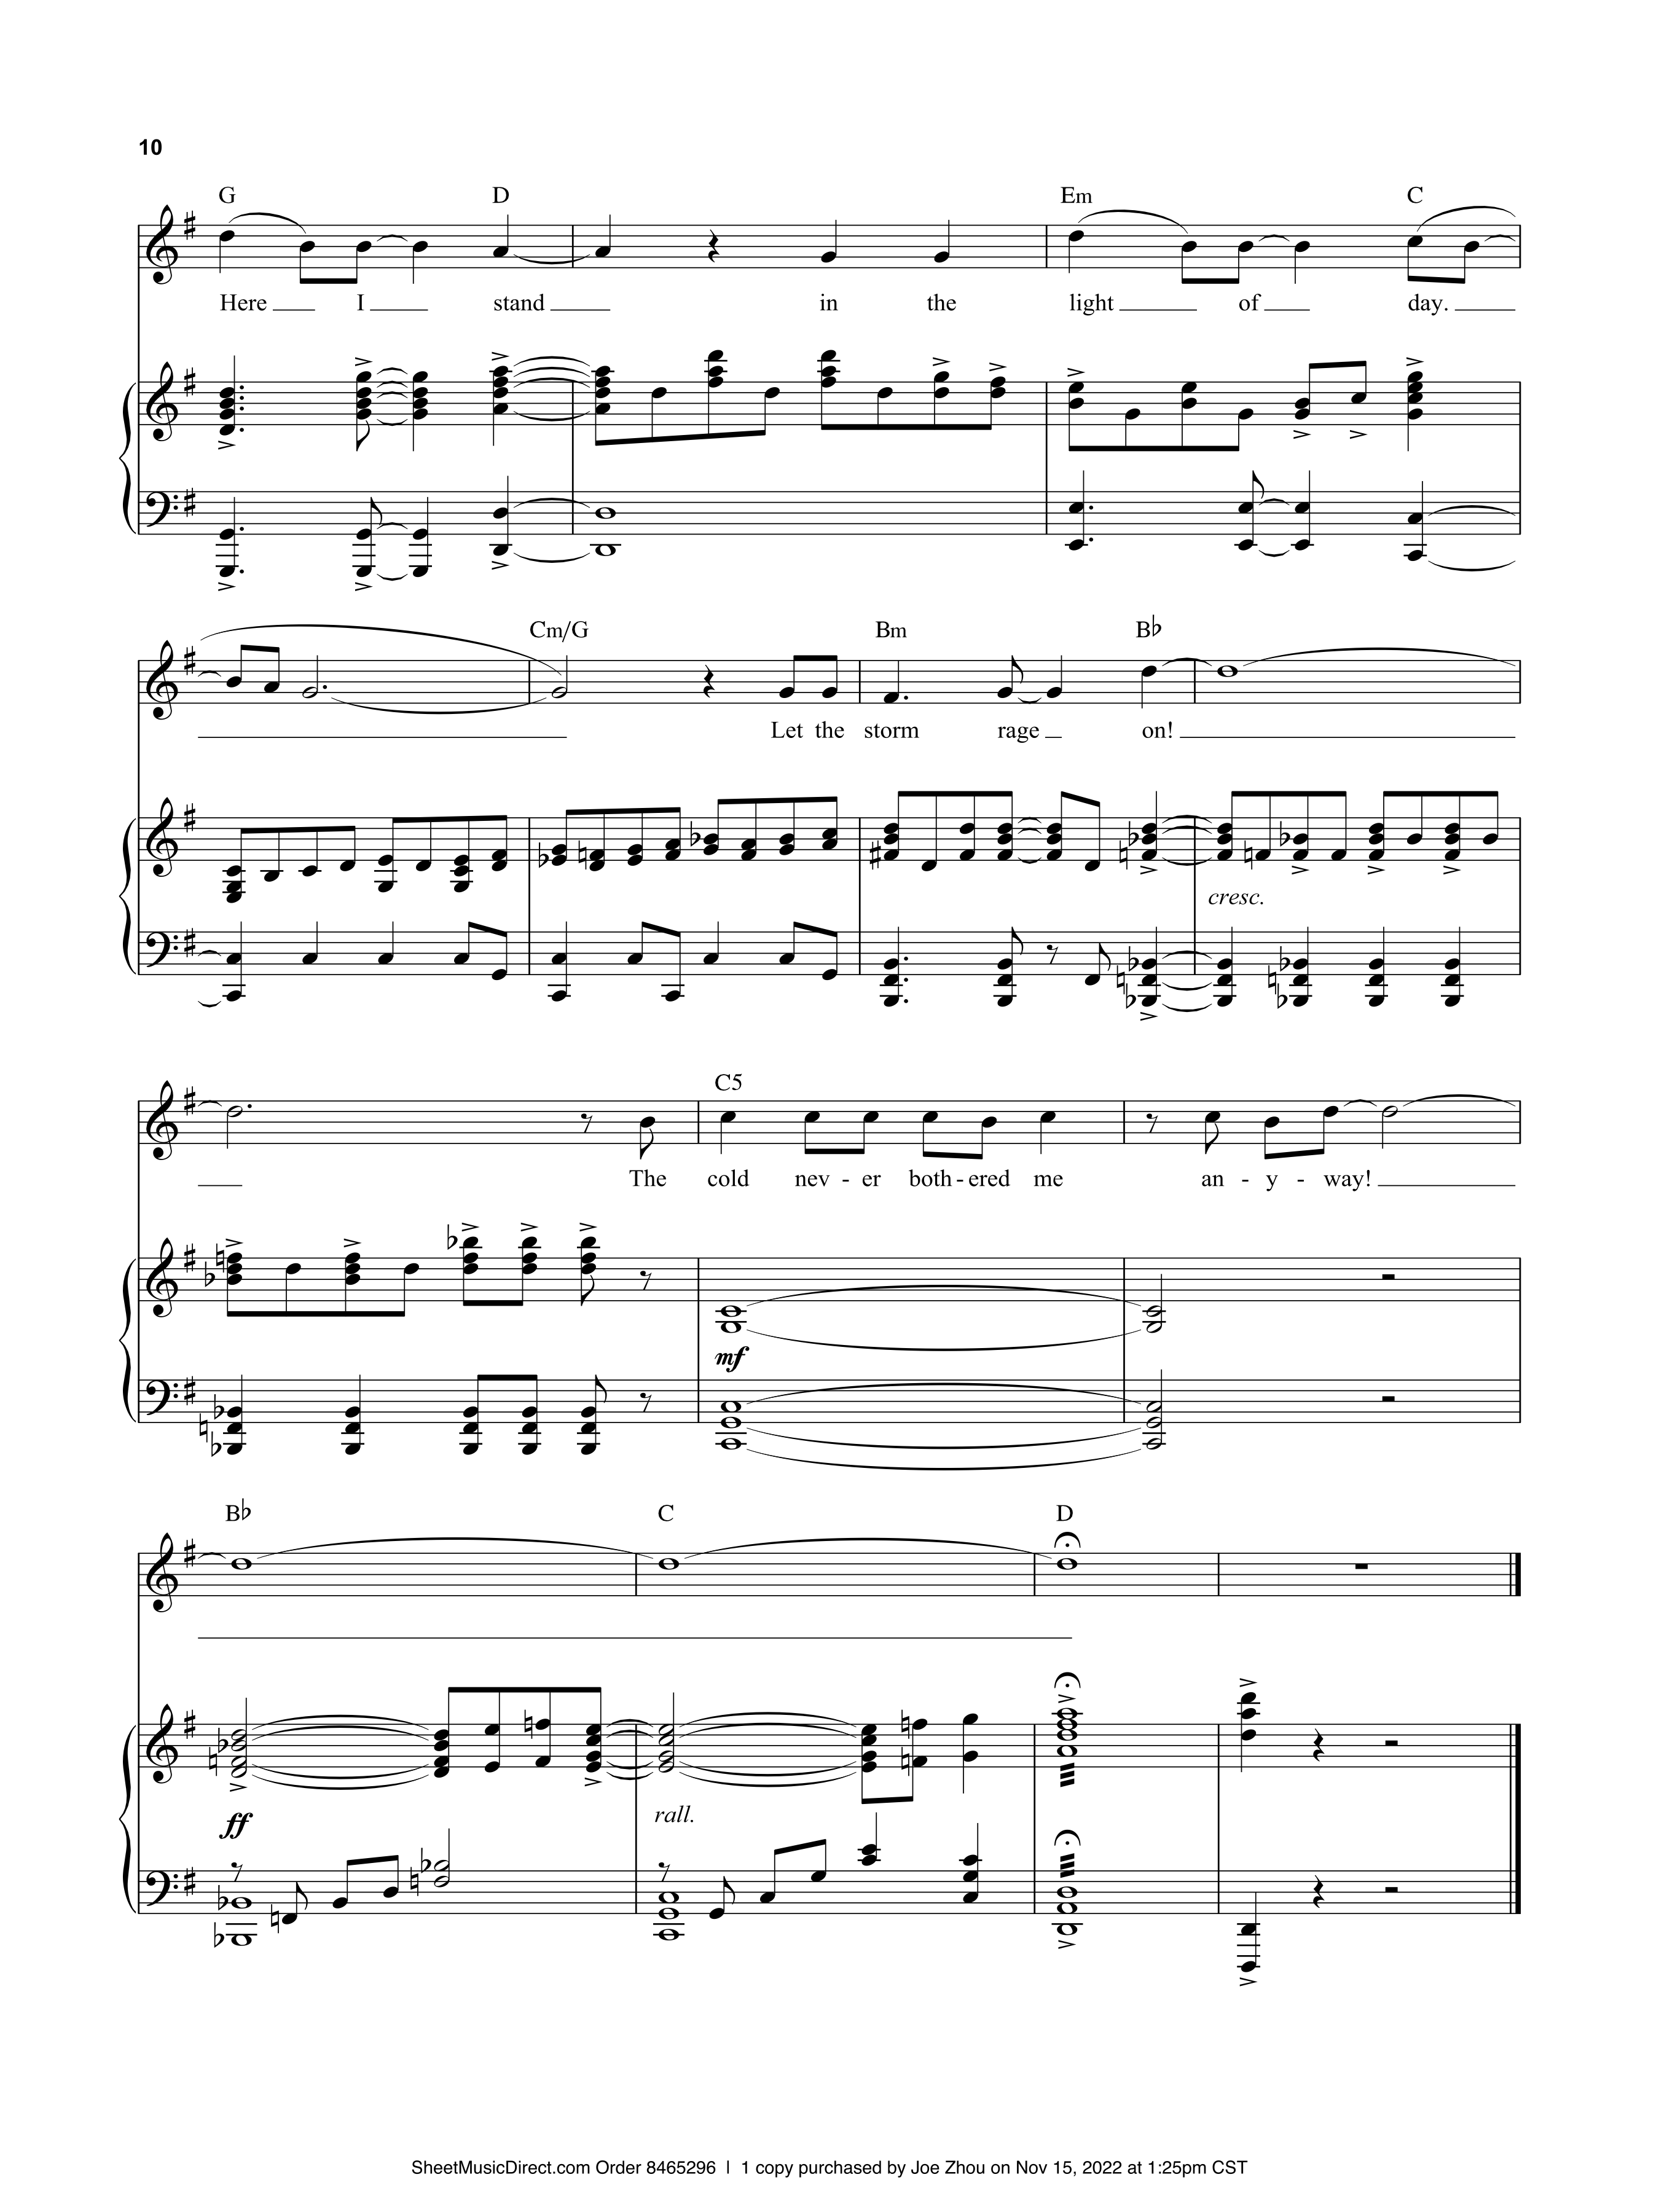 10
G D Em C
Here I stand in the light of day.
Cm/G Bm B♭
Let the storm rage on!
cresc.
C5
The cold nev - er both - ered me an - y - way!
mf
B♭ C D
ff rall.
SheetMusicDirect.com Order 8465296 | 1 copy purchased by Joe Zhou on Nov 15, 2022 at 1:25pm CST